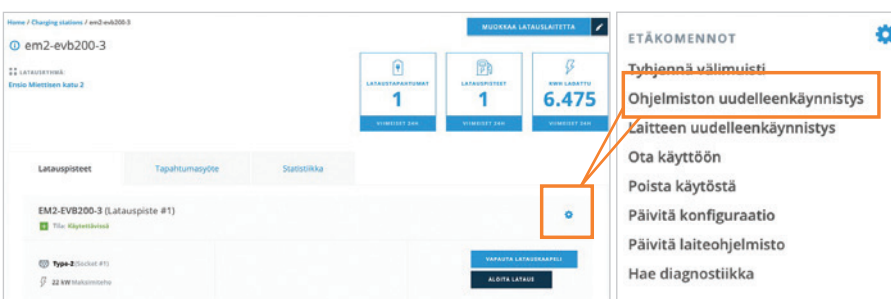 Home / Charging stations / em2-evb200-3
MUOKKAA LATAUSLAITETTA
em2-evb200-3
LATAUSRYHMÄ:
Ensio Miettisen katu 2
LATAUSTAPAHTUMAT
1
VIIMEISET 24H
LATAUSPISTEET
1
VIIMEISET 24H
KWH LADATTU
6.475
VIIMEISET 24H
Latauspisteet
Tapahtumasyöte
Statistiikka
EM2-EVB200-3 (Latauspiste #1)
Tila: Käytettävissä
Type-2 (Socket #1)
22 kW Maksimiteho
VAPAUTA LATAUSKAAPELI
ALOITA LATAUS
ETÄKOMENNOT
Tyhjennä välimuisti
Ohjelmiston uudelleenkäynnistys
Laitteen uudelleenkäynnistys
Ota käyttöön
Poista käytöstä
Päivitä konfiguraatio
Päivitä laiteohjelmisto
Hae diagnostiikka